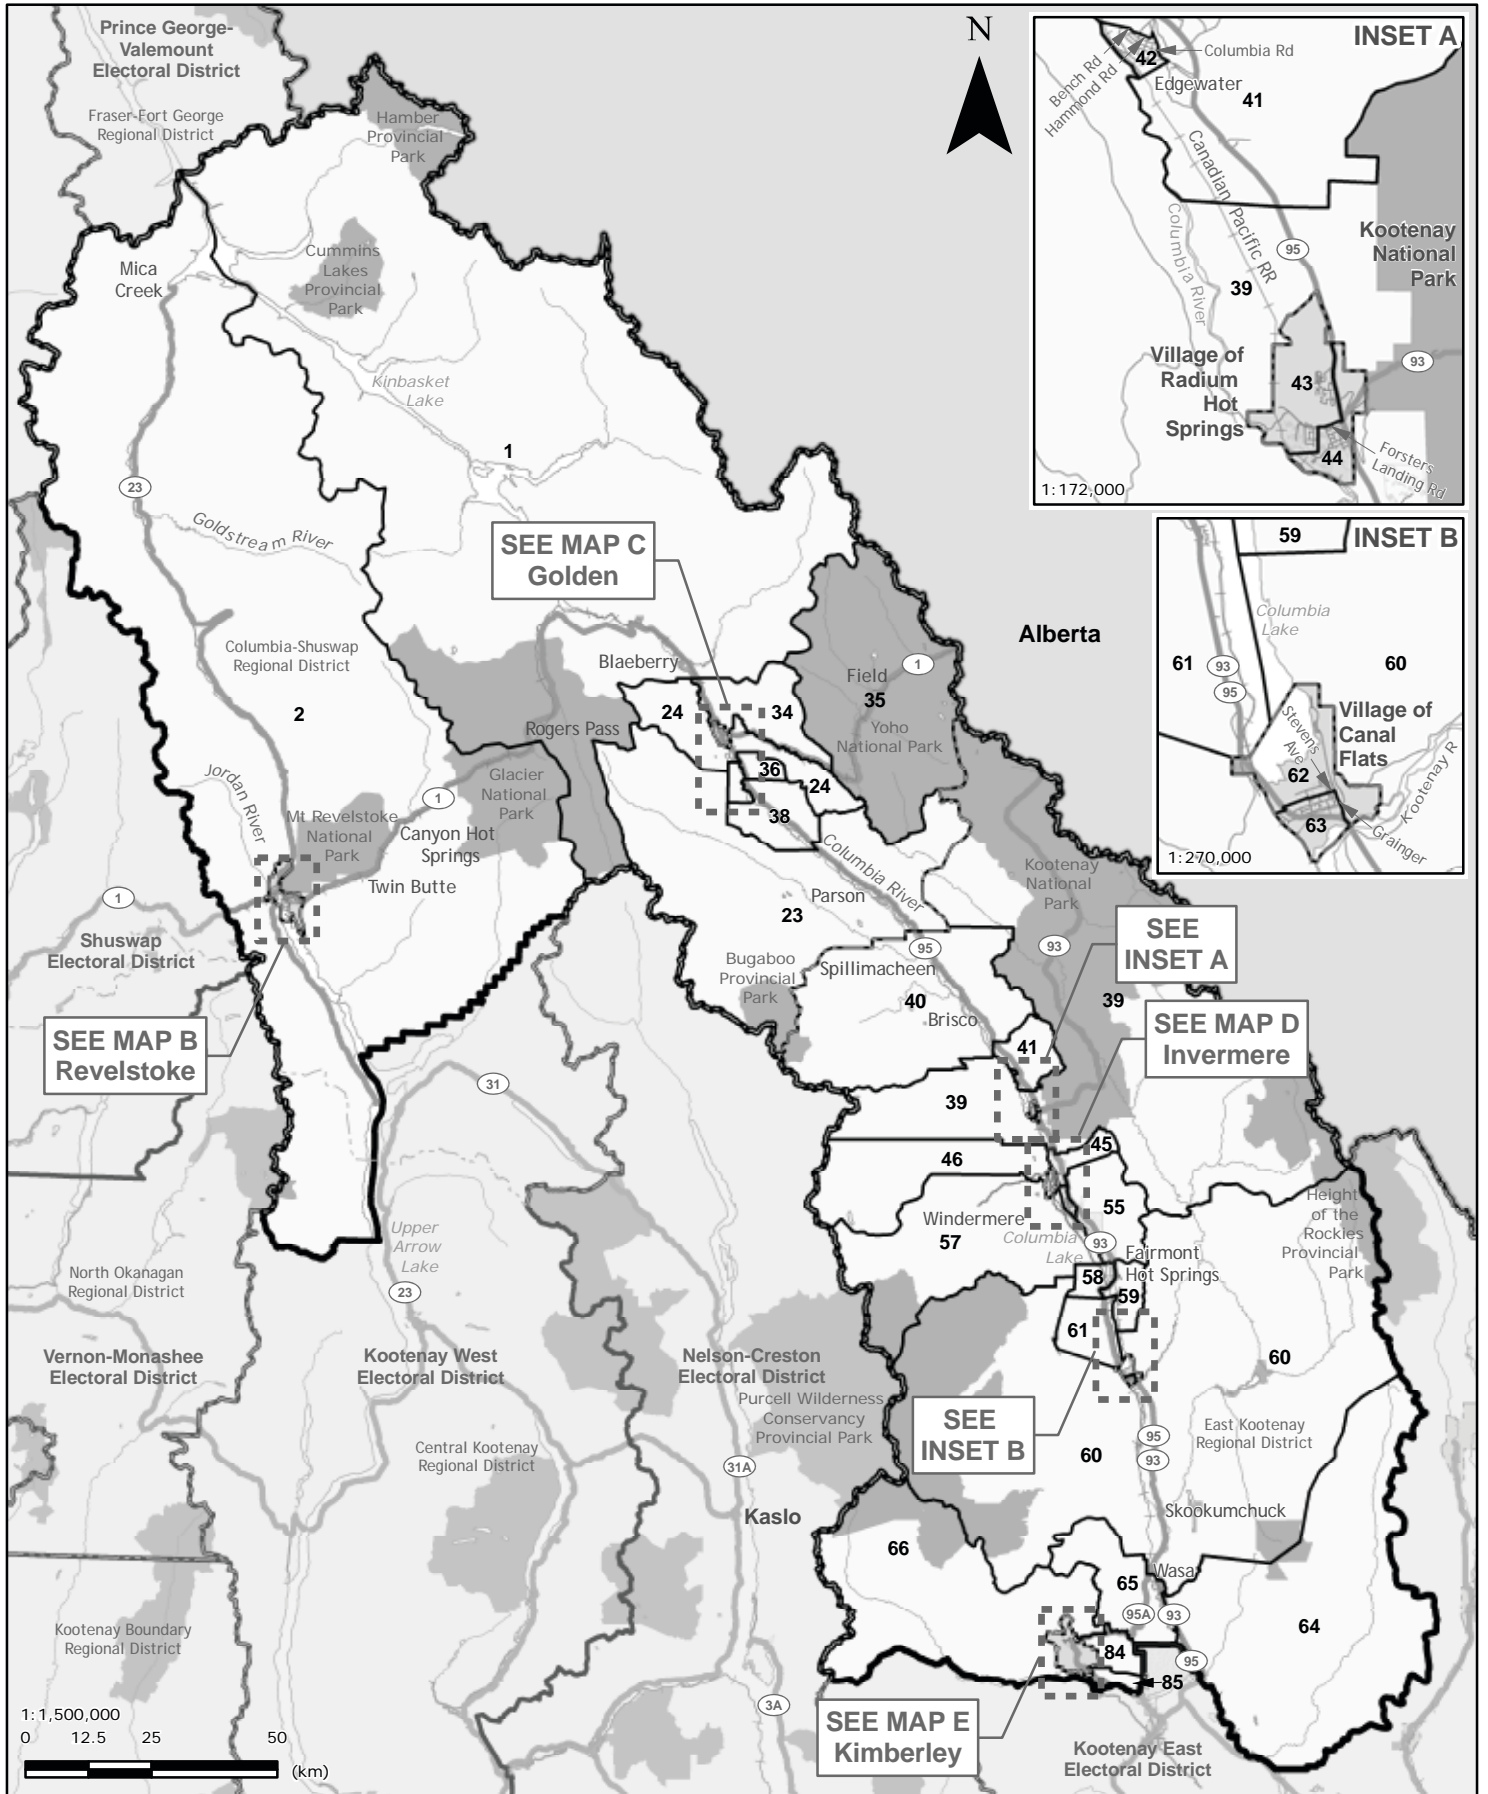 Prince George-
Valemount
Electoral District
Fraser-Fort George
Regional District
Hamber
Provincial
Park
N
Cummins
Lakes
Provincial
Park
Mica
Creek
Kinbasket
Lake
1
23
Goldstream River
SEE MAP C
Golden
Columbia-Shuswap
Regional District
2
Blaeberry
Rogers Pass
24
34
Field
35
1
Yoho
National Park
Alberta
36
24
38
Jordan River
Glacier
National
Park
1
Mt Revelstoke
National
Park
Canyon Hot
Springs
Twin Butte
1
Shuswap
Electoral District
SEE MAP B
Revelstoke
Columbia River
Parson
23
Kootenay
National
Park
95
93
SEE
INSET A
Bugaboo
Provincial
Park
Spillimacheen
40
Brisco
39
SEE MAP D
Invermere
41
39
45
46
55
Windermere
57
Columbia
Lake
93
Fairmont
Hot Springs
58
59
61
Height
of the
Rockies
Provincial
Park
31
Upper
Arrow
Lake
23
North Okanagan
Regional District
Vernon-Monashee
Electoral District
Kootenay West
Electoral District
Nelson-Creston
Electoral District
Purcell Wilderness
Conservancy
Provincial Park
60
SEE
INSET B
95
93
East Kootenay
Regional District
60
Central Kootenay
Regional District
31A
Kaslo
Skookumchuck
66
Wasa
65
95A
93
64
84
95
85
Kootenay Boundary
Regional District
3A
SEE MAP E
Kimberley
Kootenay East
Electoral District
1:1,500,000
0 12.5 25 50
(km)
INSET A
Bench Rd
Hammond Rd
42
Columbia Rd
Edgewater
41
Canadian Pacific RR
Columbia River
Kootenay
National
Park
95
39
Village of
Radium
Hot
Springs
93
43
44
Forsters
Landing Rd
1:172,000
INSET B
59
Columbia
Lake
61
93
95
60
Village of
Canal
Flats
Stevens
Ave
62
63
Grainger
Kootenay R
1:270,000